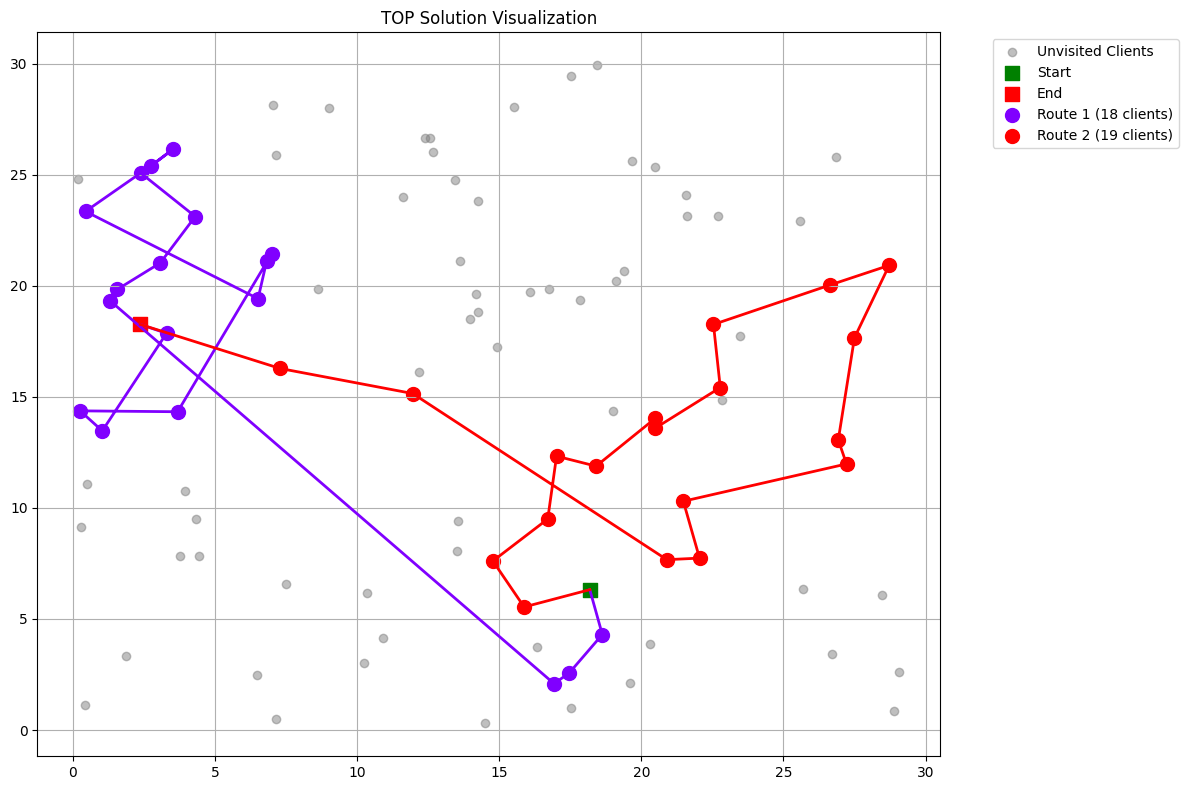 TOP Solution Visualization
30
25
20
15
10
5
0
0 5 10 15 20 25 30
Unvisited Clients
Start
End
Route 1 (18 clients)
Route 2 (19 clients)